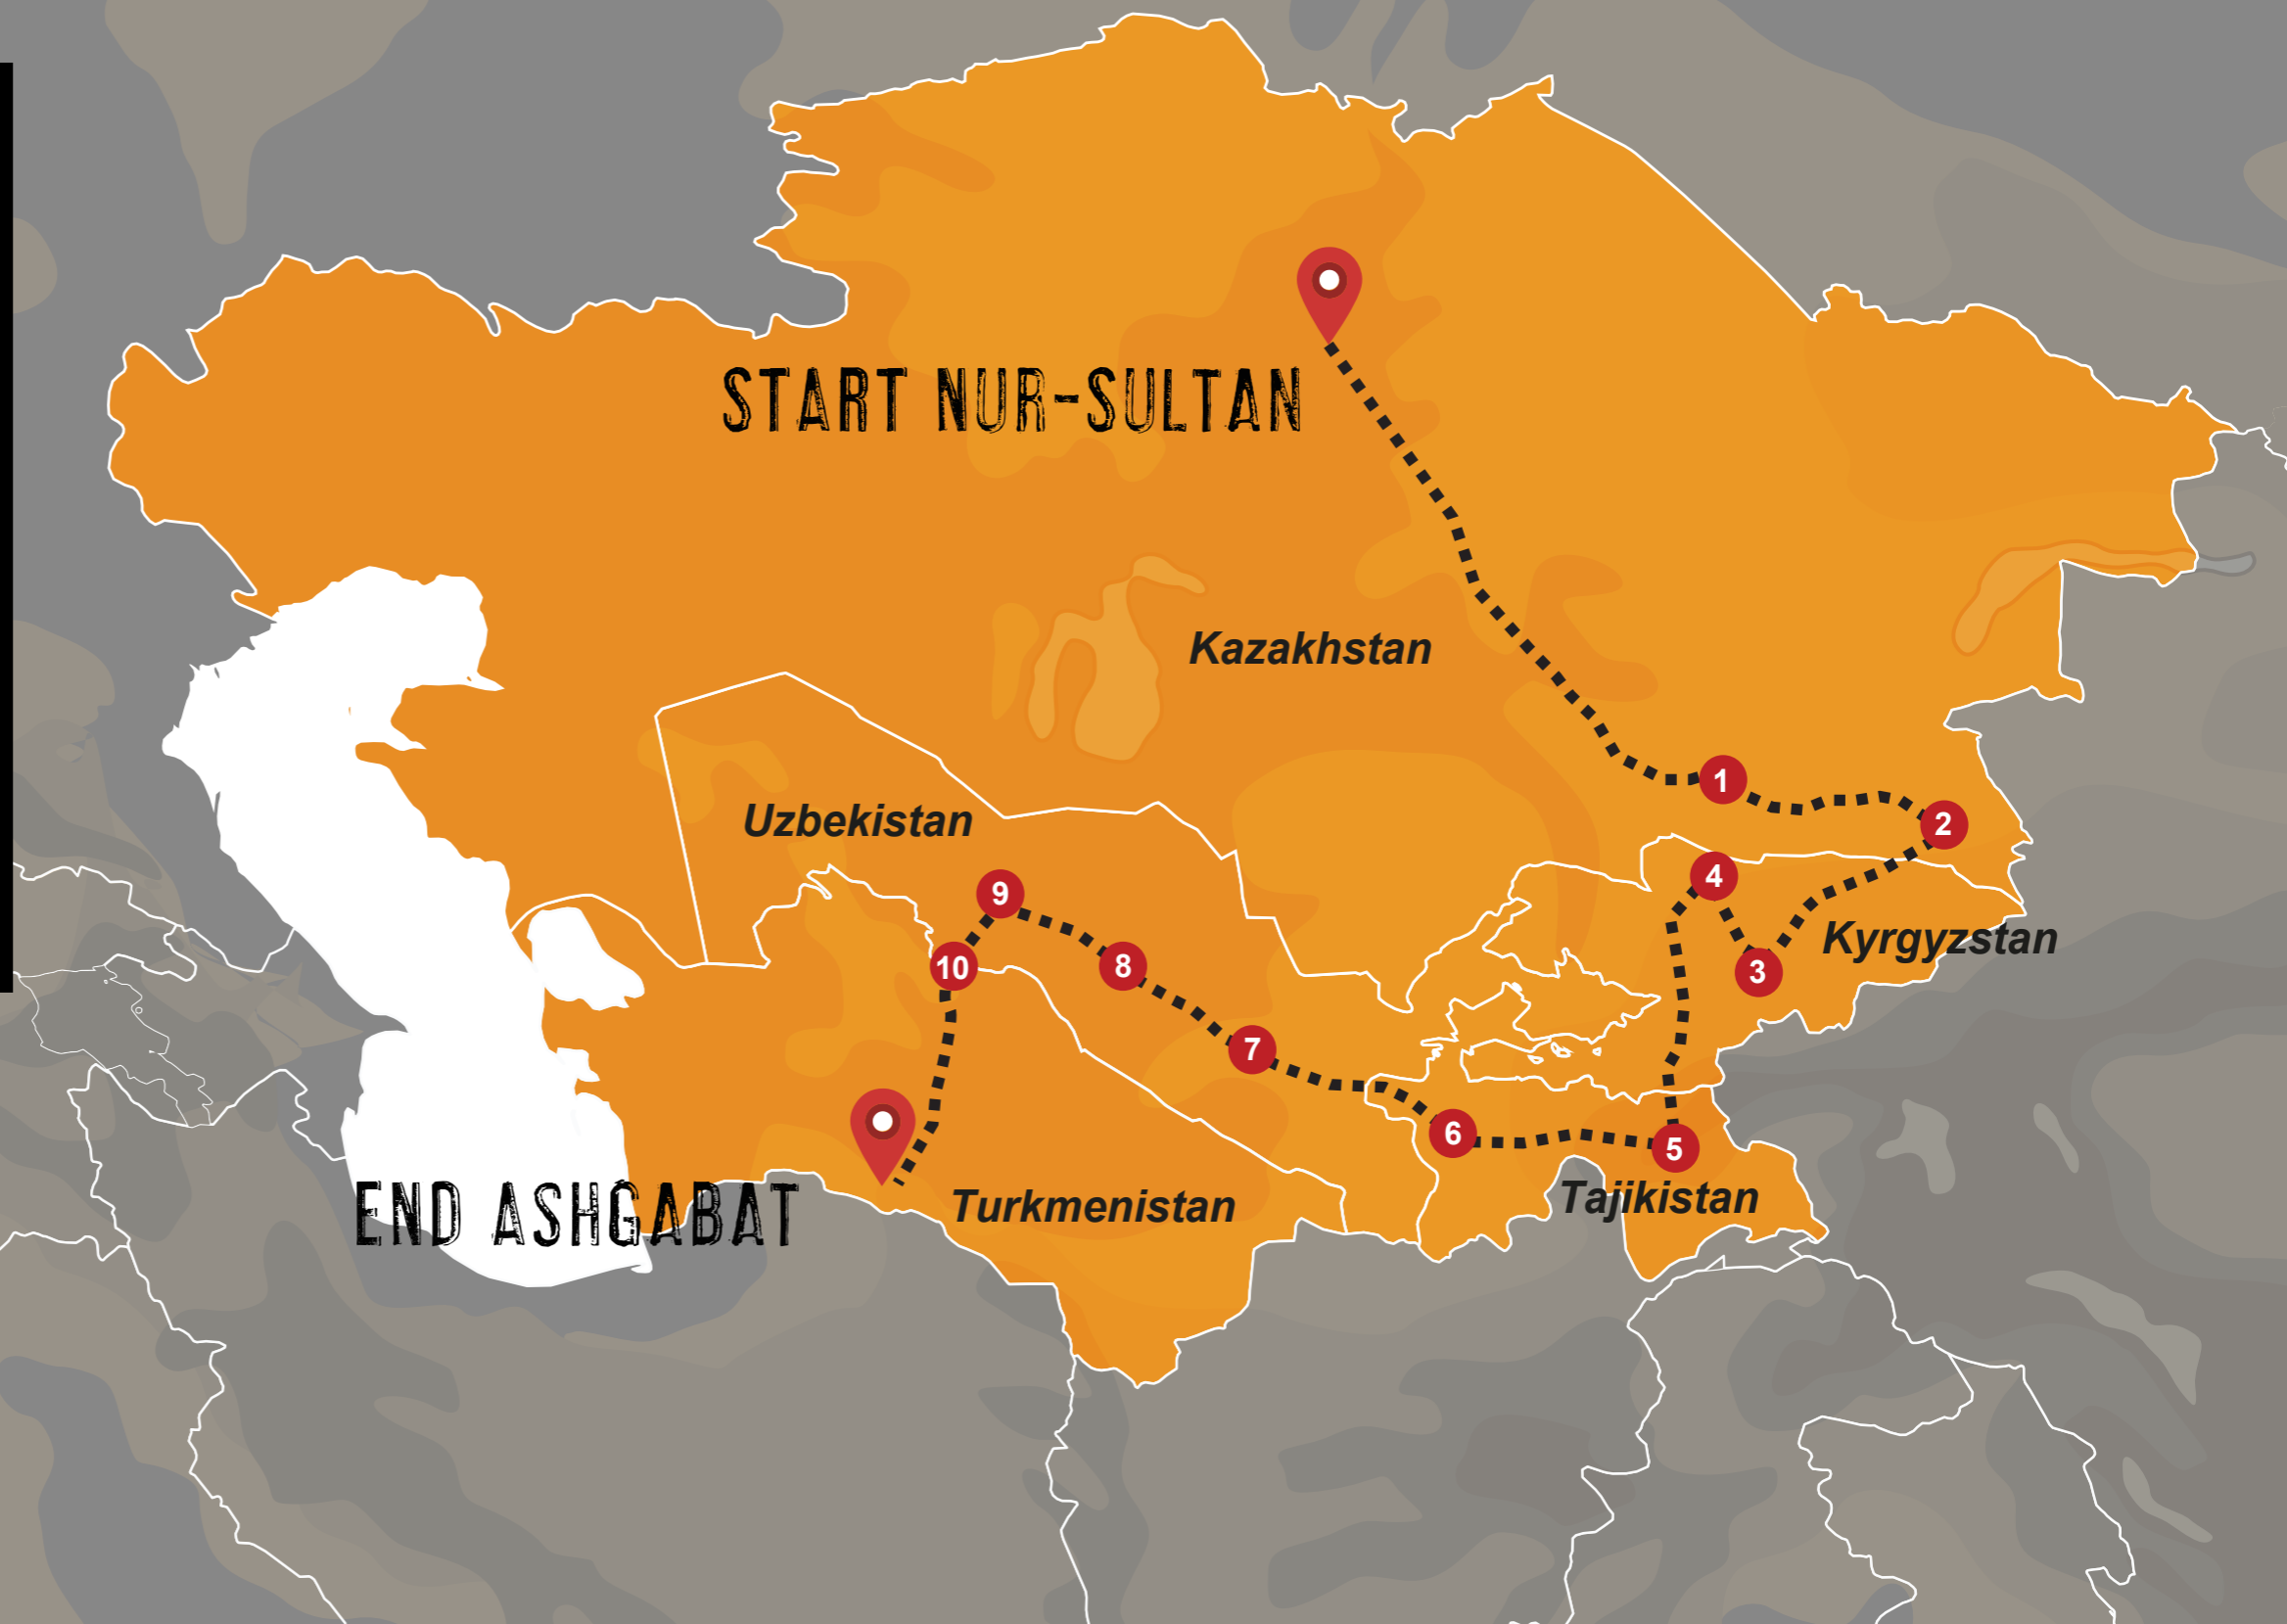 START NUR-SULTAN
Kazakhstan
1
Uzbekistan
2
4
9
Kyrgyzstan
10
8
3
7
6
5
Tajikistan
END ASHGABAT
Turkmenistan